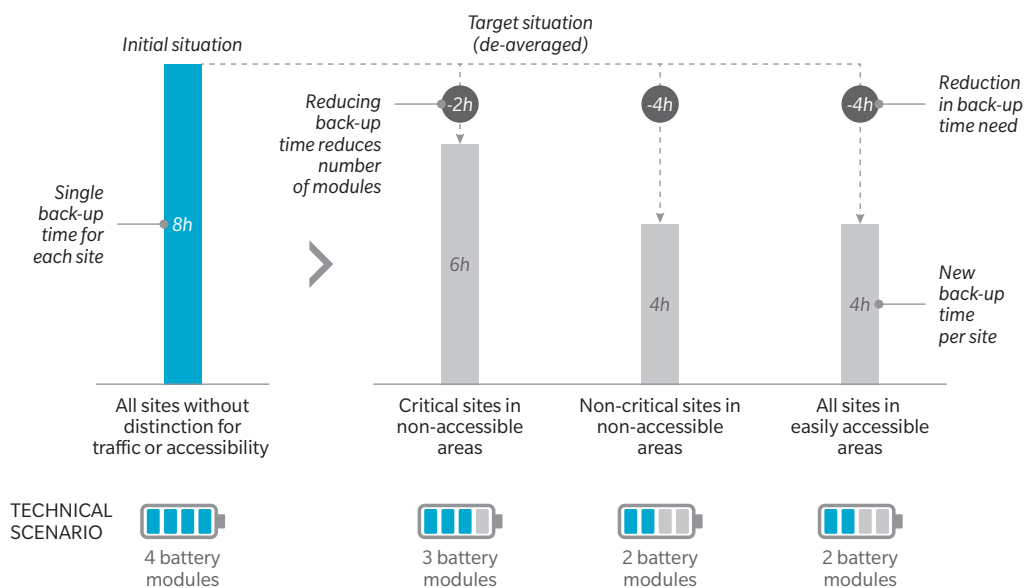 Initial situation
Target situation
(de-averaged)
Reducing
back-up
time reduces
number
of modules
-2h
-4h
-4h
Reduction
in back-up
time need
Single
back-up
time for
each site
8h
6h
4h
4h
New
back-up
time
per site
All sites without
distinction for
traffic or accessibility
Critical sites in
non-accessible
areas
Non-critical sites in
non-accessible
areas
All sites in
easily accessible
areas
TECHNICAL
SCENARIO
4 battery
modules
3 battery
modules
2 battery
modules
2 battery
modules